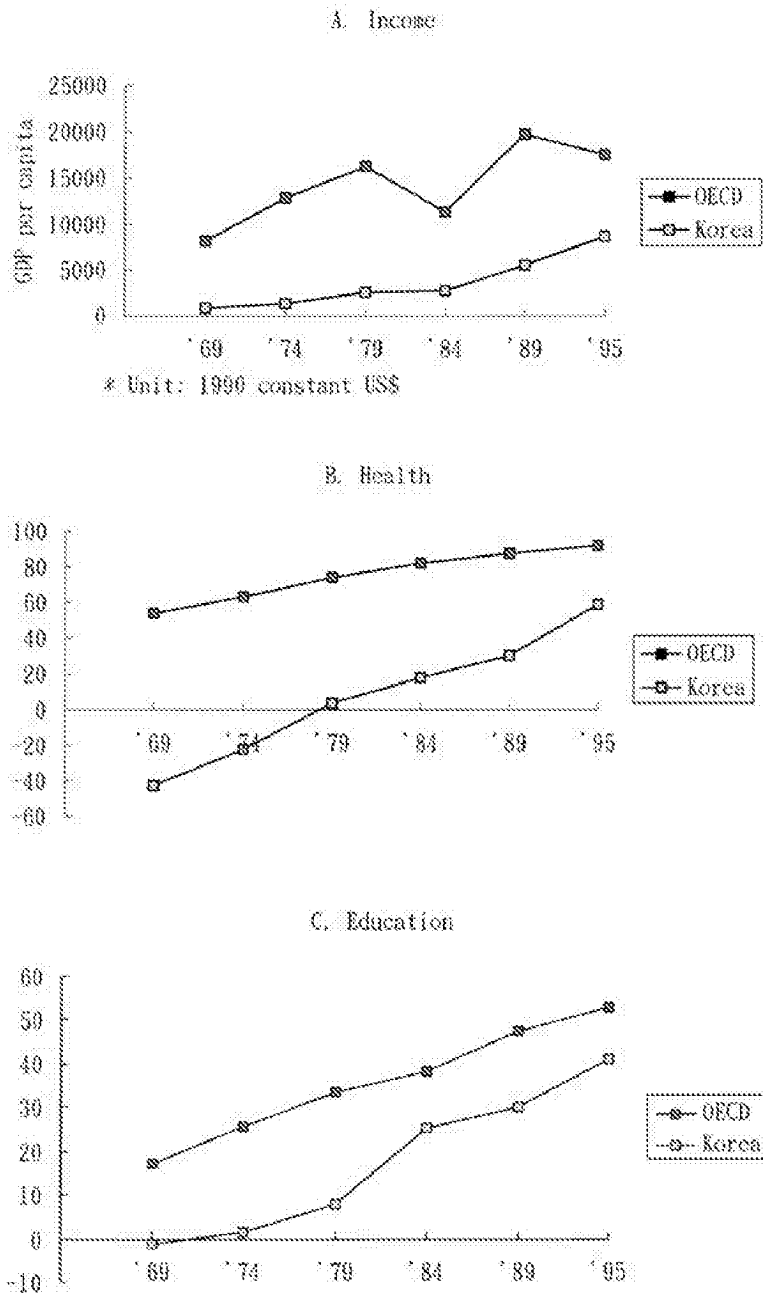 A. Income
25000
20000
15000
10000
5000
0
GDP per capita
'69 '74 '79 '84 '89 '95
OECD
Korea
* Unit: 1990 constant US$
B. Health
100
80
60
40
20
0
-20
-40
-60
'69 '74 '79 '84 '89 '95
OECD
Korea
C. Education
60
50
40
30
20
10
0
-10
'69 '74 '79 '84 '89 '95
OECD
Korea